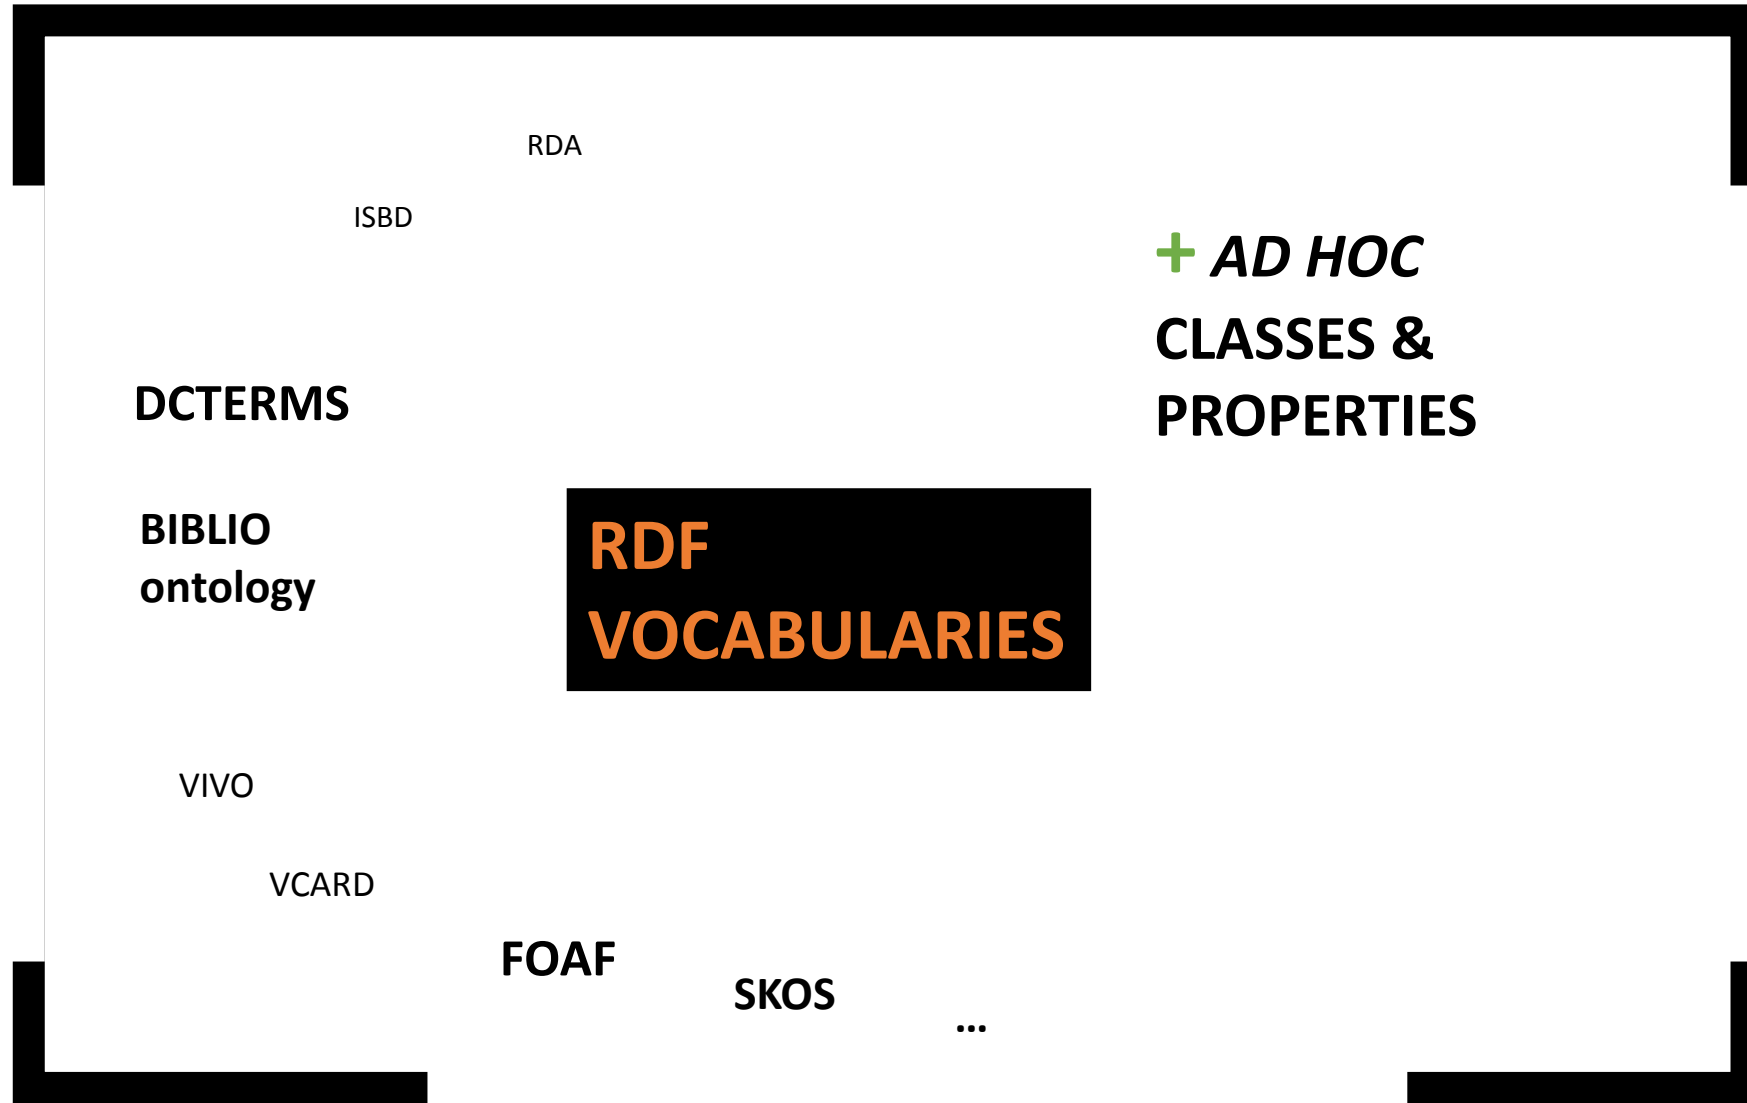 RDA
ISBD
+ AD HOC
CLASSES &
PROPERTIES
DCTERMS
BIBLIO
ontology
RDF
VOCABULARIES
VIVO
VCARD
FOAF
SKOS
...